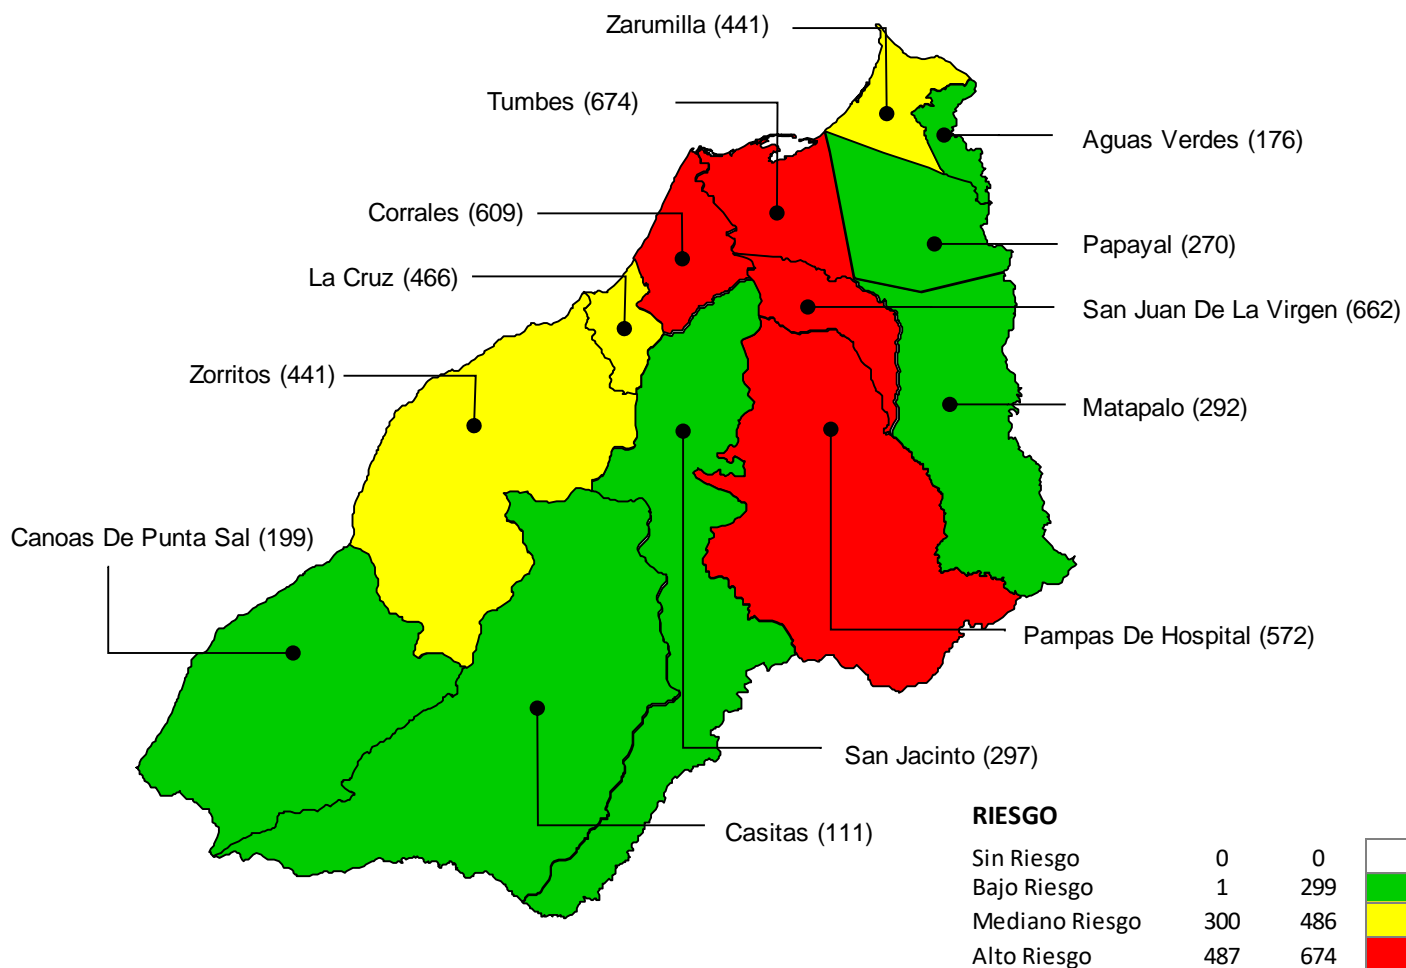 Zarumilla (441)
Tumbes (674)
Aguas Verdes (176)
Corrales (609)
Papayal (270)
La Cruz (466)
San Juan De La Virgen (662)
Zorritos (441)
Matapalo (292)
Canoas De Punta Sal (199)
Pampas De Hospital (572)
San Jacinto (297)
Casitas (111)
RIESGO
Sin Riesgo 0 0
Bajo Riesgo 1 299
Mediano Riesgo 300 486
Alto Riesgo 487 674